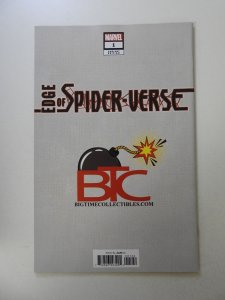 MARVEL
1
EDGE OF SPIDER-VERSE
BTC
BIGTIMECOLLECTIBLES.COM